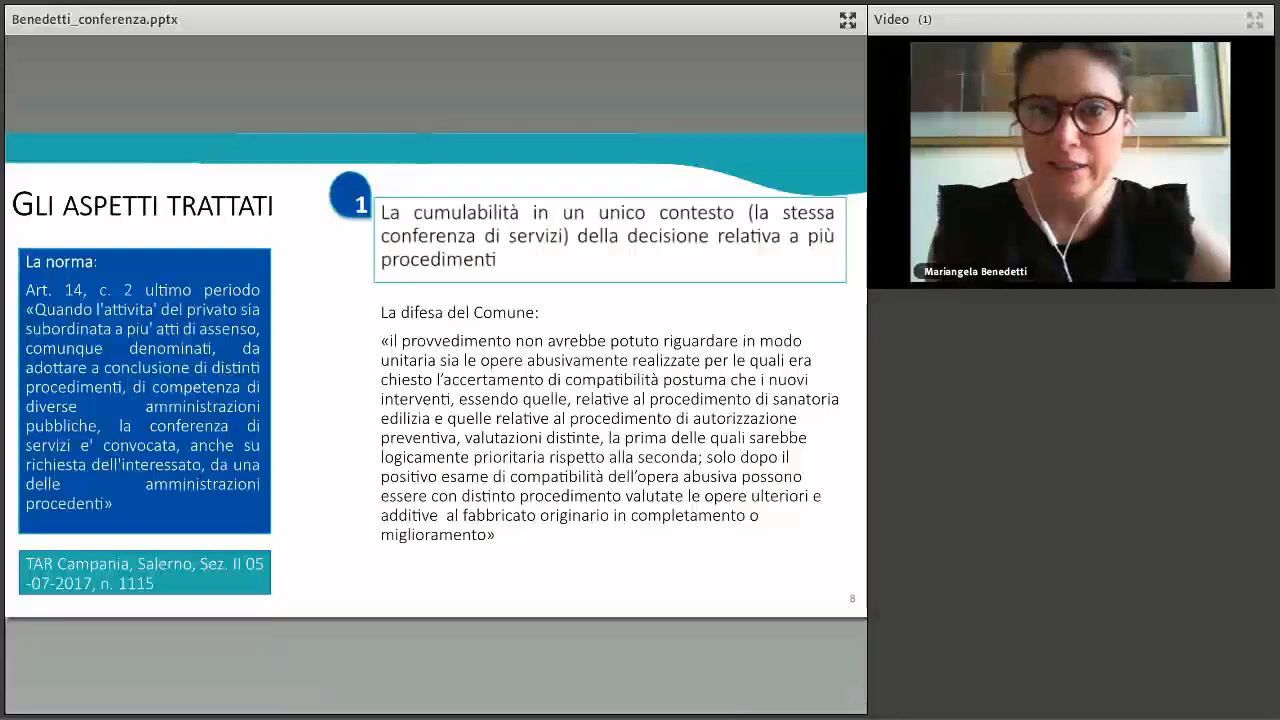 Benedetti_conferenza.pptx
Video (1)
GLI ASPETTI TRATTATI
La norma:
Art. 14, c. 2 ultimo periodo
«Quando l'attivita' del privato sia
subordinata a piu' atti di assenso,
comunque denominati, da
adottare a conclusione di distinti
procedimenti, di competenza di
diverse amministrazioni
pubbliche, la conferenza di
servizi e' convocata, anche su
richiesta dell'interessato, da una
delle amministrazioni
procedenti»
TAR Campania, Salerno, Sez. II 05
-07-2017, n. 1115
1
La cumulabilità in un unico contesto (la stessa
conferenza di servizi) della decisione relativa a più
procedimenti
La difesa del Comune:
«il provvedimento non avrebbe potuto riguardare in modo
unitaria sia le opere abusivamente realizzate per le quali era
chiesto l’accertamento di compatibilità postuma che i nuovi
interventi, essendo quelle, relative al procedimento di sanatoria
edilizia e quelle relative al procedimento di autorizzazione
preventiva, valutazioni distinte, la prima delle quali sarebbe
logicamente prioritaria rispetto alla seconda; solo dopo il
positivo esame di compatibilità dell’opera abusiva possono
essere con distinto procedimento valutate le opere ulteriori e
additive al fabbricato originario in completamento o
miglioramento»
8
Mariangela Benedetti